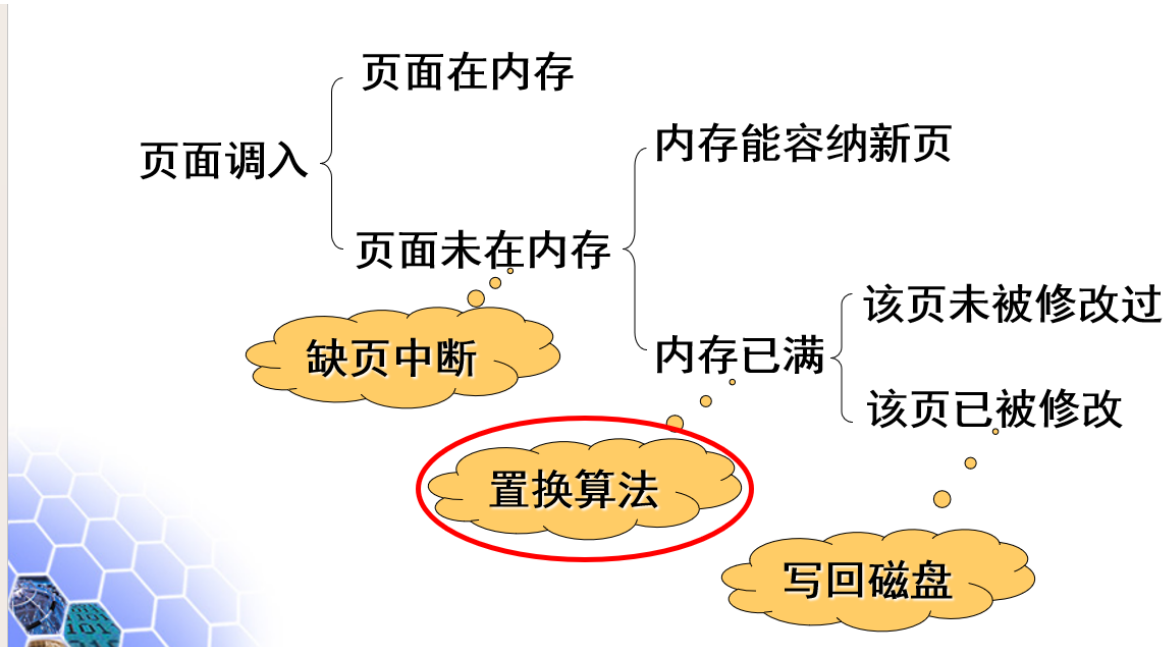 页面在内存
页面调入
内存能容纳新页
页面未在内存
该页未被修改过
缺页中断
内存已满
该页已被修改
置换算法
写回磁盘
101